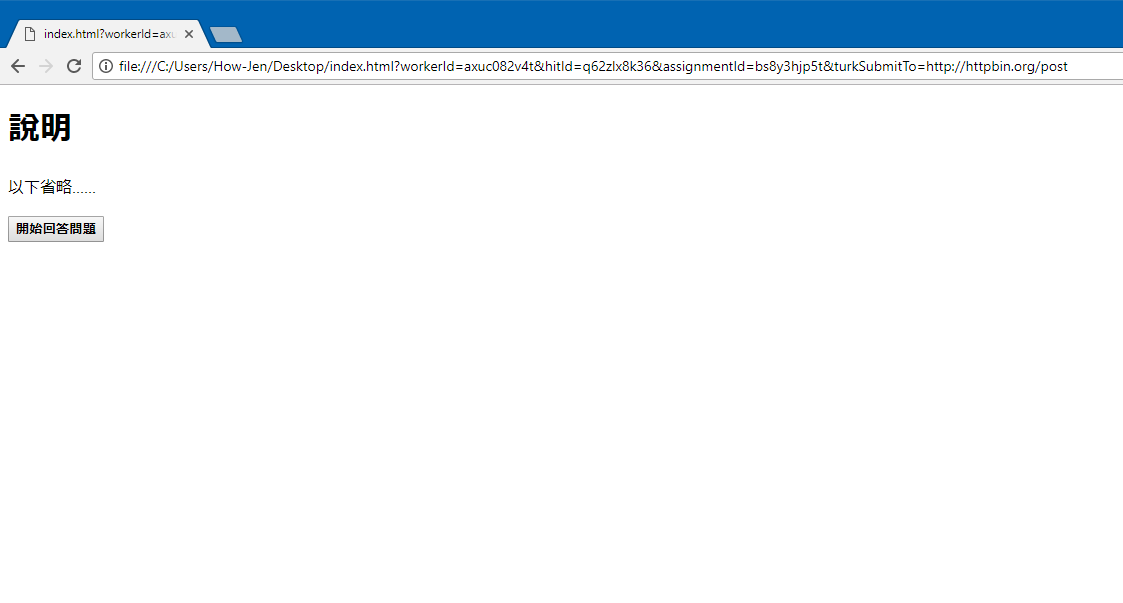 index.html?workerId=axu
file:///C:/Users/How-Jen/Desktop/index.html?workerId=axuc082v4t&hitId=q62zlx8k36&assignmentId=bs8y3hjp5t&turkSubmitTo=http://httpbin.org/post
說明
以下省略......
開始回答問題